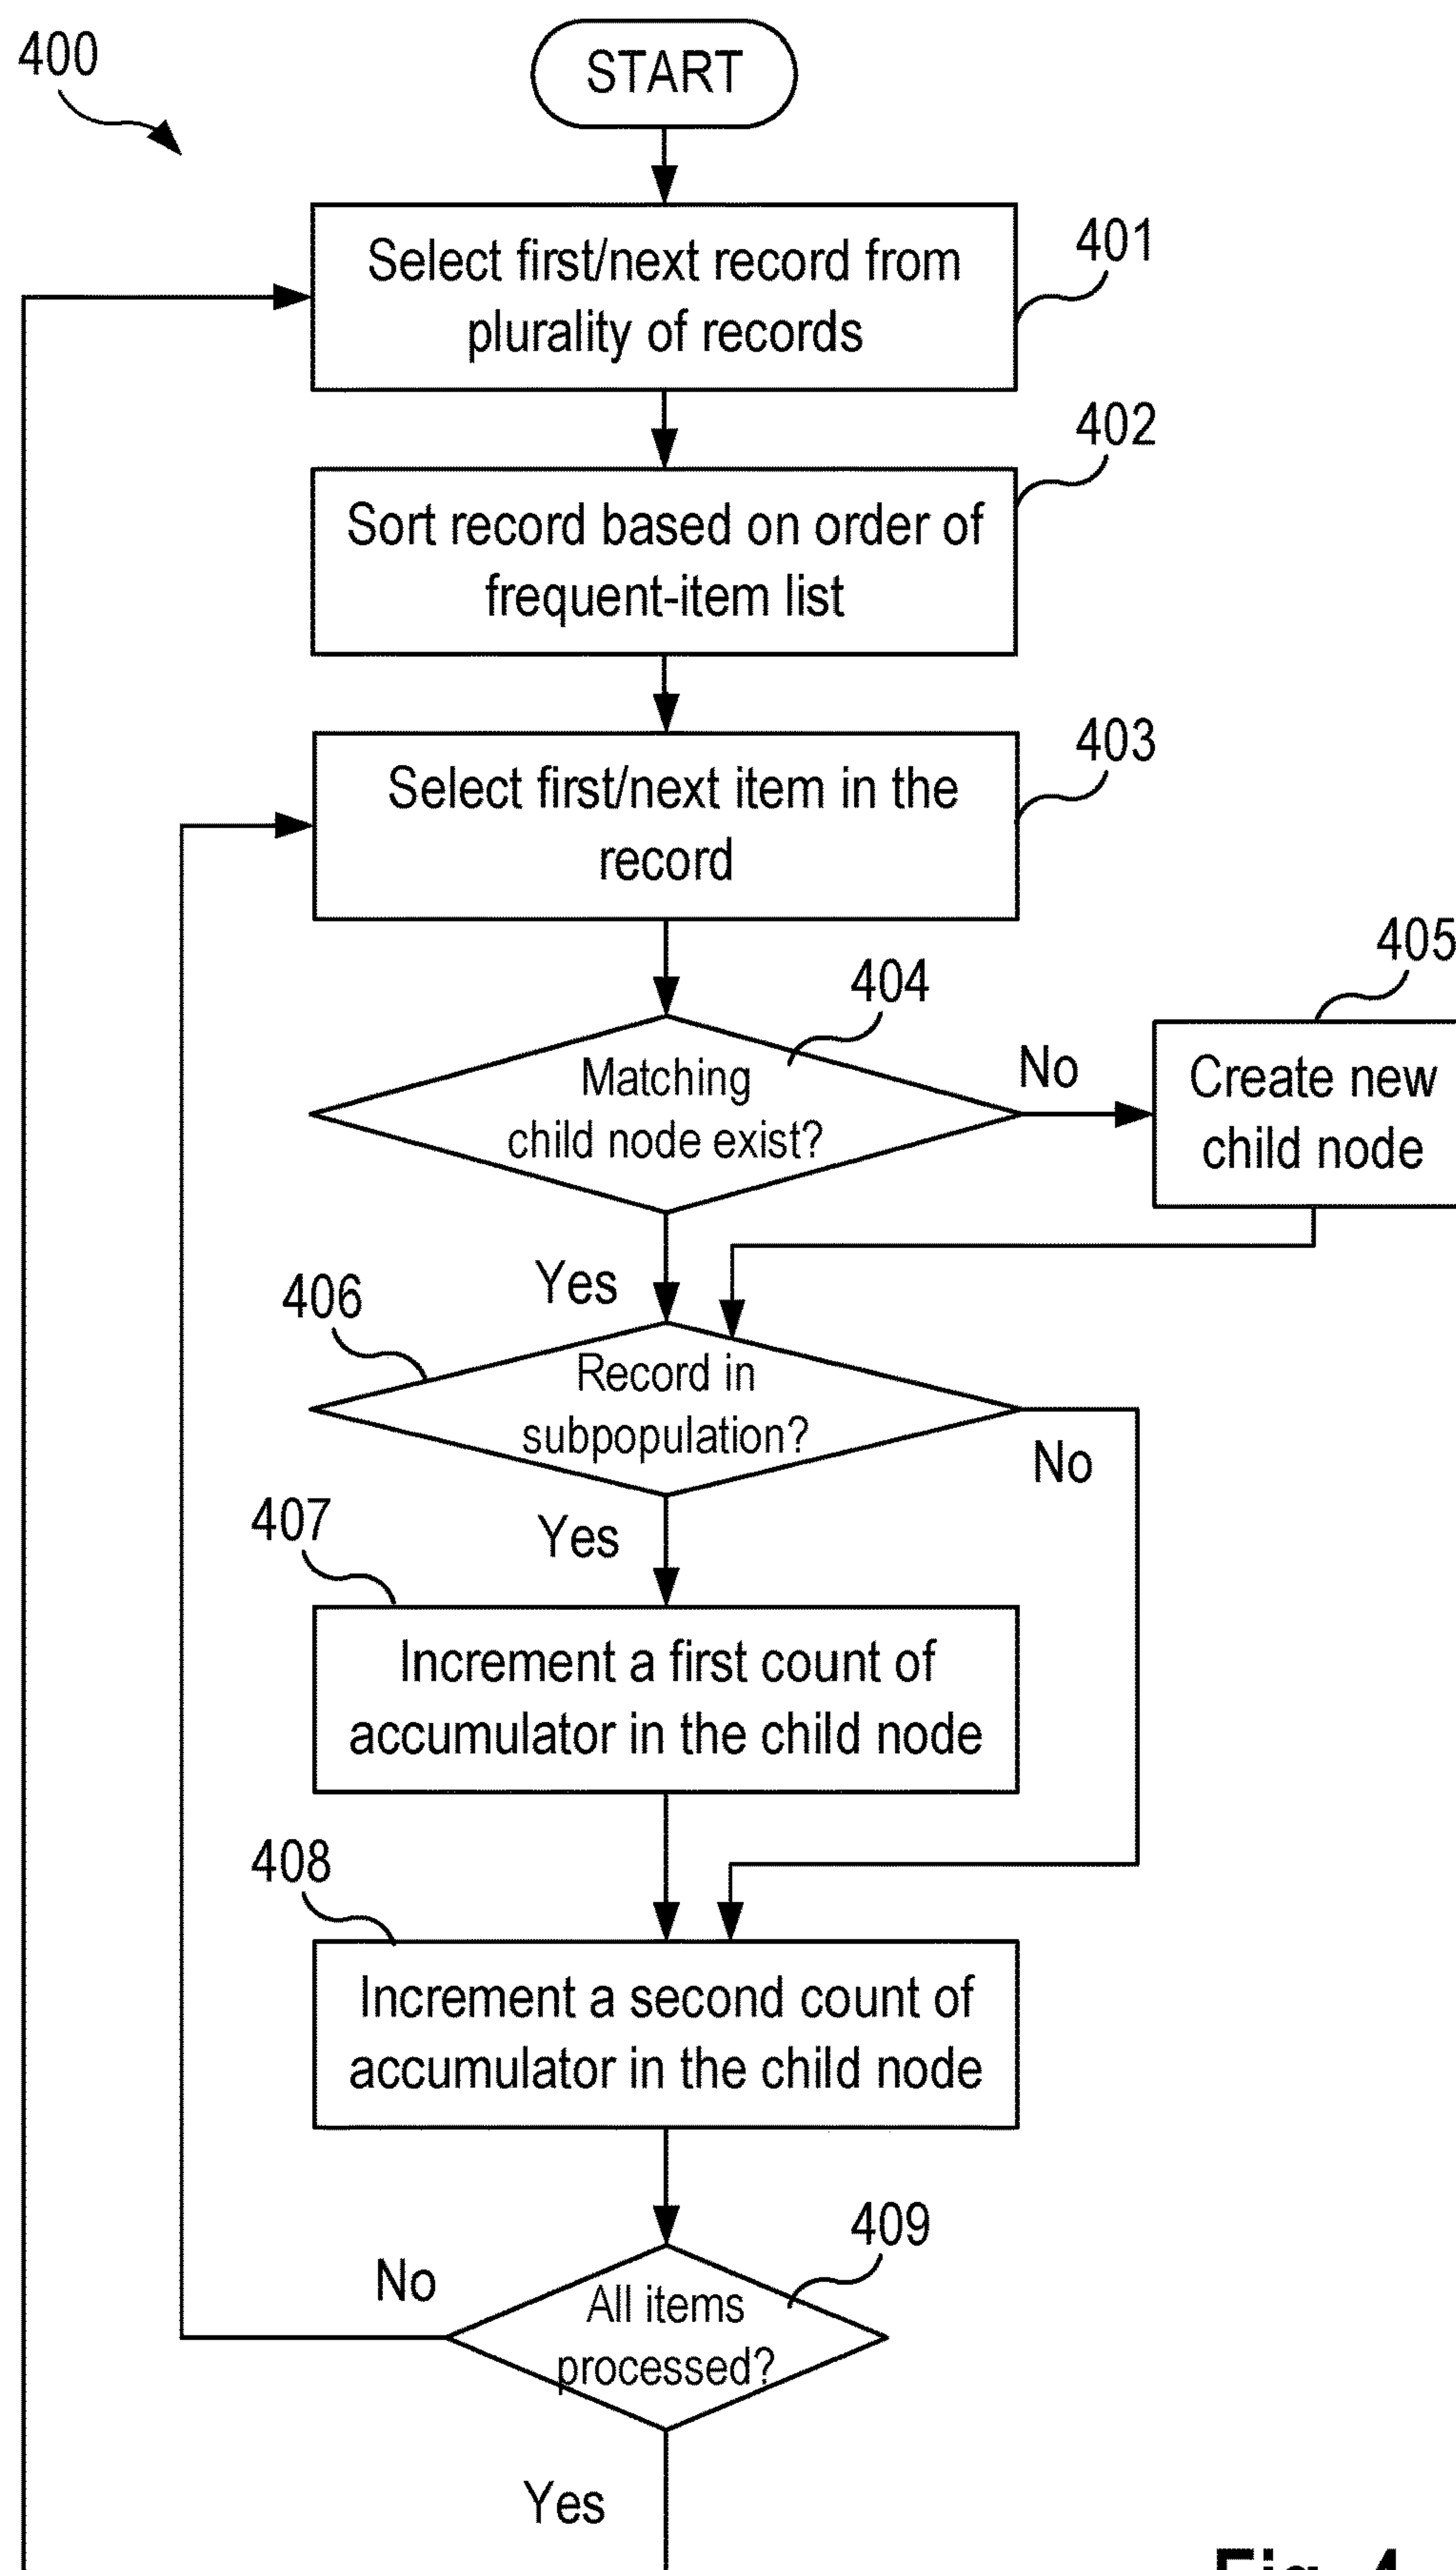 400
START
Select first/next record from
plurality of records
401
402
Sort record based on order of
frequent-item list
403
Select first/next item in the
record
404
405
Matching
child node exist?
No
Create new
child node
Yes
406
Record in
subpopulation?
No
407
Yes
Increment a first count of
accumulator in the child node
408
Increment a second count of
accumulator in the child node
409
No
All items
processed?
Yes